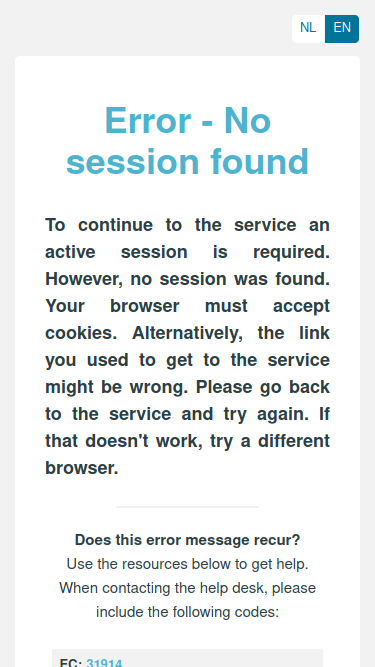 NL EN
Error - No
session found
To continue to the service an
active session is required.
However, no session was found.
Your browser must accept
cookies. Alternatively, the link
you used to get to the service
might be wrong. Please go back
to the service and try again. If
that doesn't work, try a different
browser.
Does this error message recur?
Use the resources below to get help.
When contacting the help desk, please
include the following codes:
EC: 31914